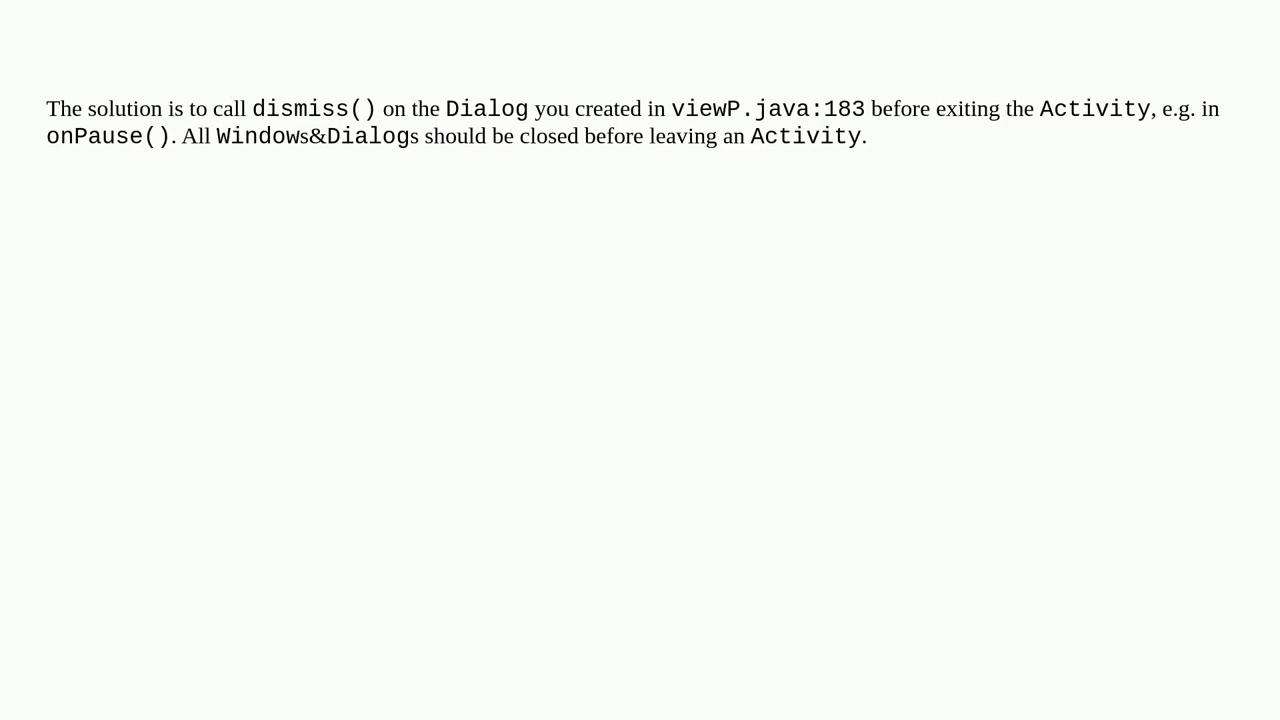 The solution is to call dismiss() on the Dialog you created in viewP.java:183 before exiting the Activity, e.g. in
onPause(). All Windows&Dialogs should be closed before leaving an Activity.